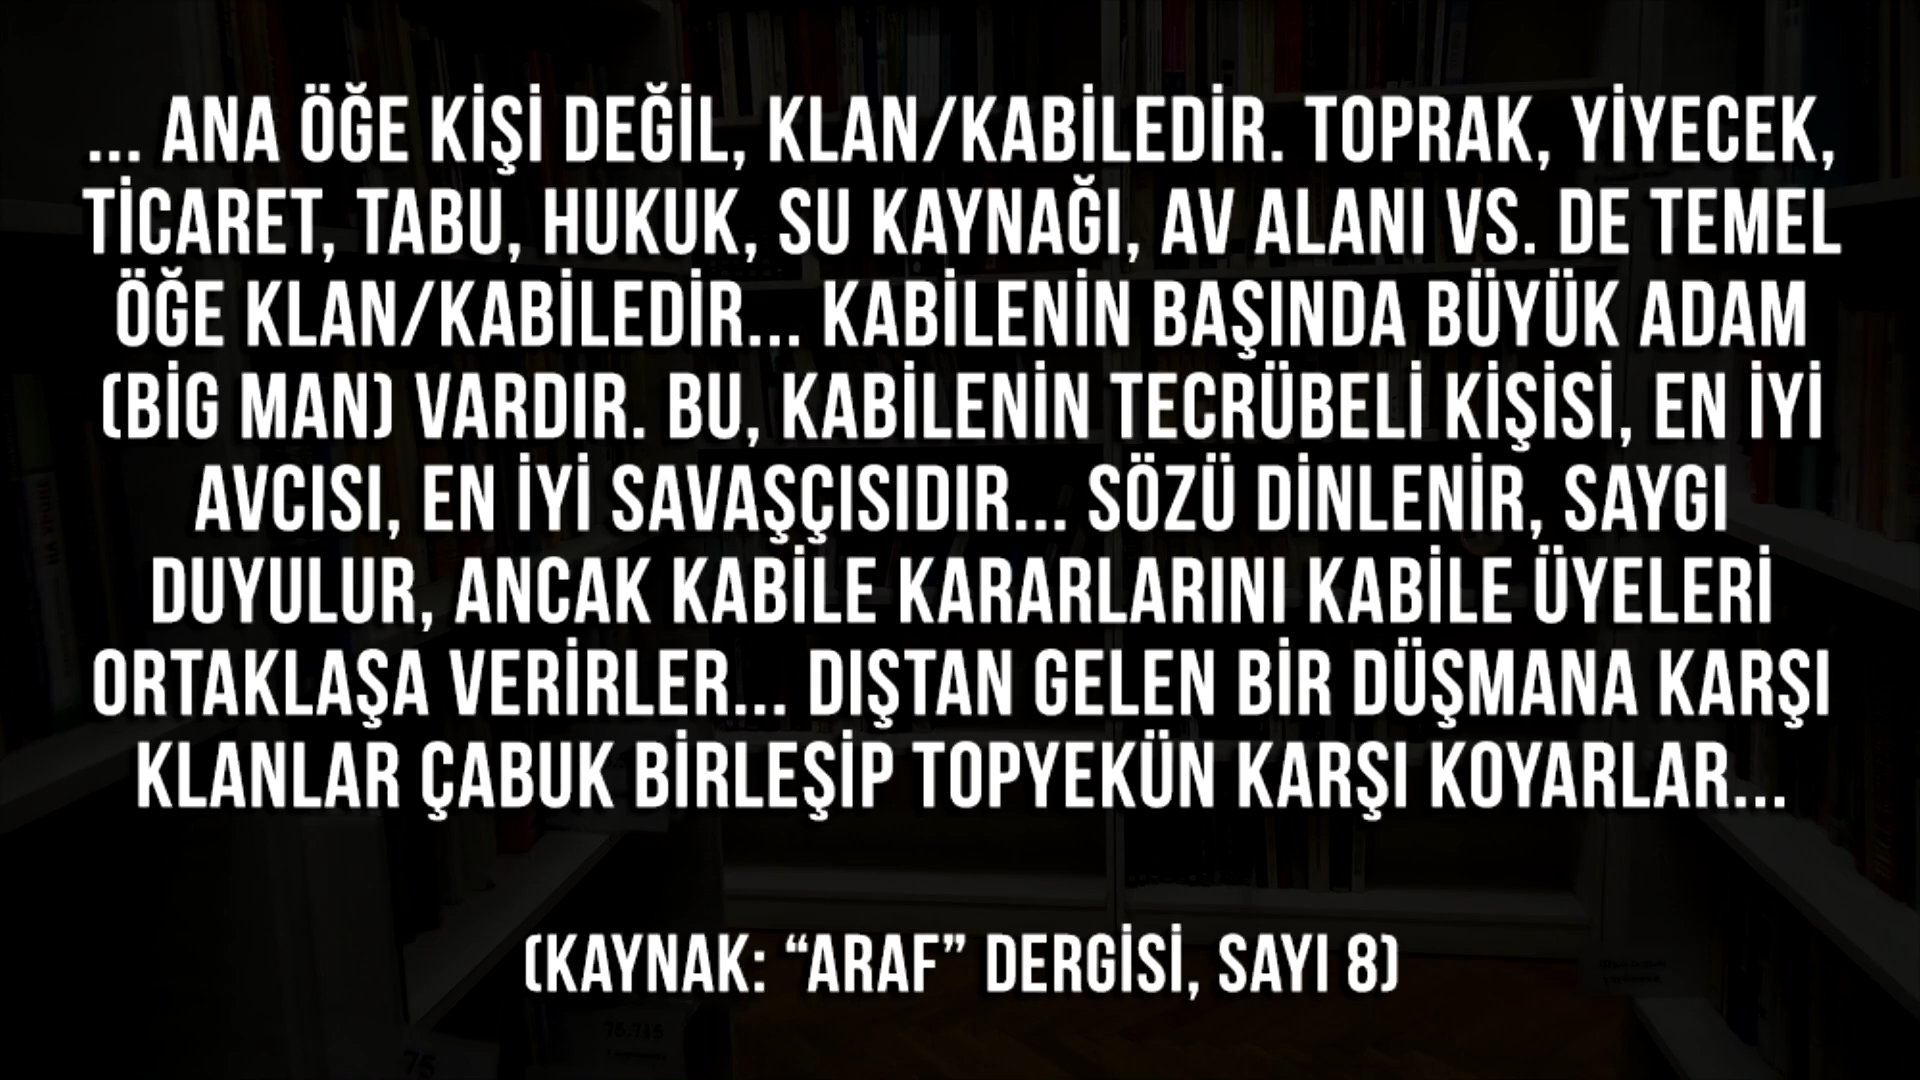 ... ANA ÖĞE KİŞİ DEĞİL, KLAN/KABİLEDİR. TOPRAK, YİYECEK,
TİCARET, TABU, HUKUK, SU KAYNAĞI, AV ALANI VS. DE TEMEL
ÖĞE KLAN/KABİLEDİR... KABİLENİN BAŞINDA BÜYÜK ADAM
(BİG MAN) VARDIR. BU, KABİLENİN TECRÜBELİ KİŞİSİ, EN İYİ
AVCISI, EN İYİ SAVAŞÇISIDIR... SÖZÜ DİNLENİR, SAYGI
DUYULUR, ANCAK KABİLE KARARLARINI KABİLE ÜYELERİ
ORTAKLAŞA VERİRLER... DIŞTAN GELEN BİR DÜŞMANA KARŞI
KLANLAR ÇABUK BİRLEŞİP TOPYEKÜN KARŞI KOYARLAR...
(KAYNAK: “ARAF” DERGİSİ, SAYI 8)
75.785
75